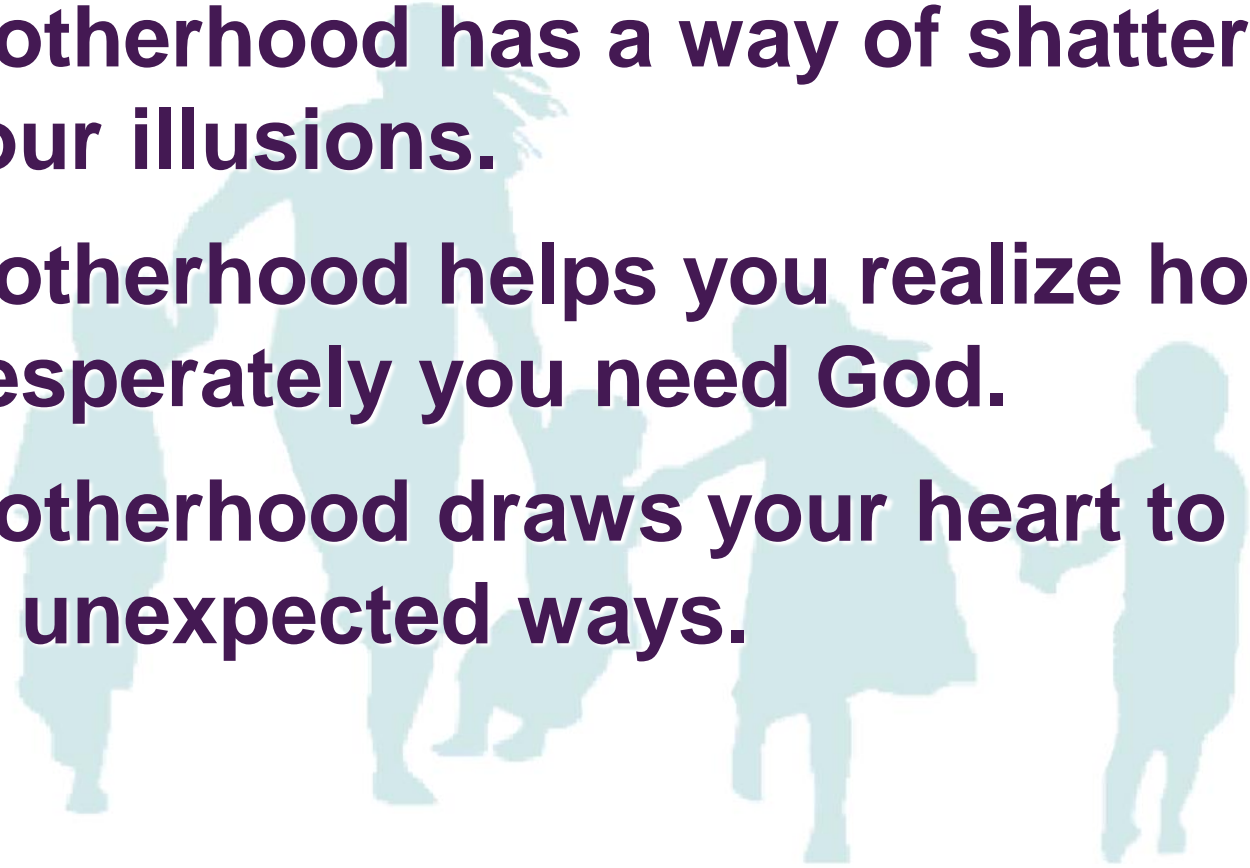 otherhood has a way of shatter
our illusions.
otherhood helps you realize ho
esperately you need God.
otherhood draws your heart to
unexpected ways.